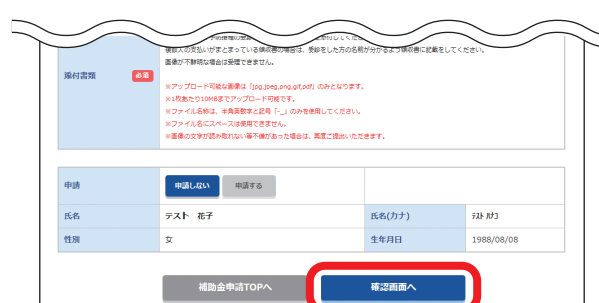 複数人の支払いがまとまっている領収書の場合は、受診をした方の名前が分かるよう領収書に記載をしてください。
画像が不鮮明な場合は受理できません。
添付書類 必須
※アップロード可能な画像は「jpg,jpeg,png,gif,pdf」のみとなります。
※1枚あたり10MBまでアップロード可能です。
※ファイル名称は、半角英数字と記号「-_」のみを使用してください。
※ファイル名にスペースは使用できません。
※画像の文字が読み取れない等不備があった場合は、再度ご提出いただきます。
申請 申請しない 申請する
氏名 テスト 花子 氏名(カナ) ﾃｽﾄ ﾊﾅｺ
性別 女 生年月日 1988/08/08
補助金申請TOPへ 確認画面へ